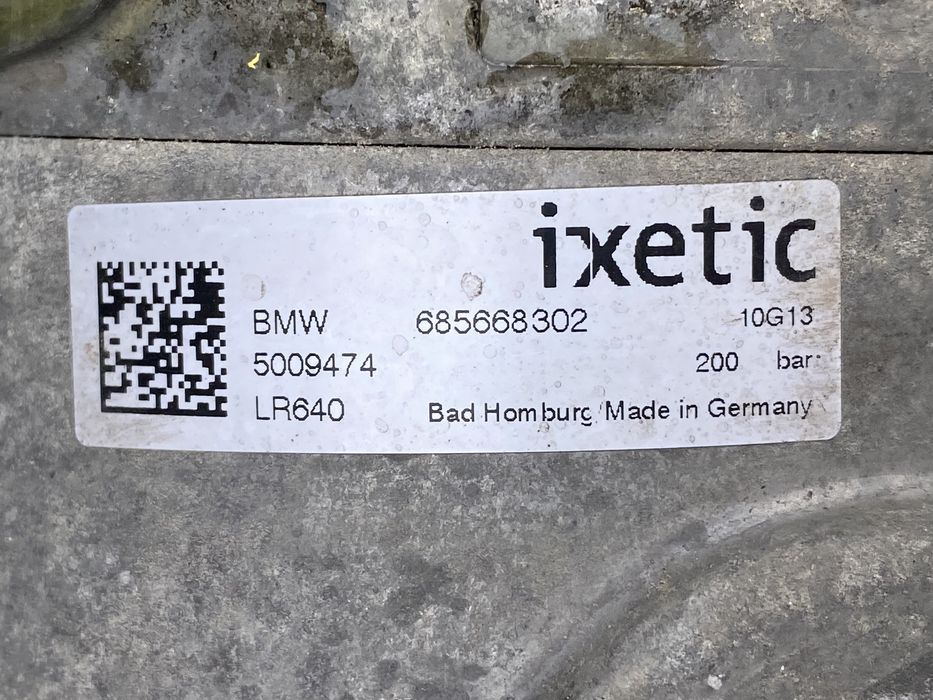 ixetic
BMW 685668302 10G13
5009474 200 bar
LR640 Bad Homburg/Made in Germany